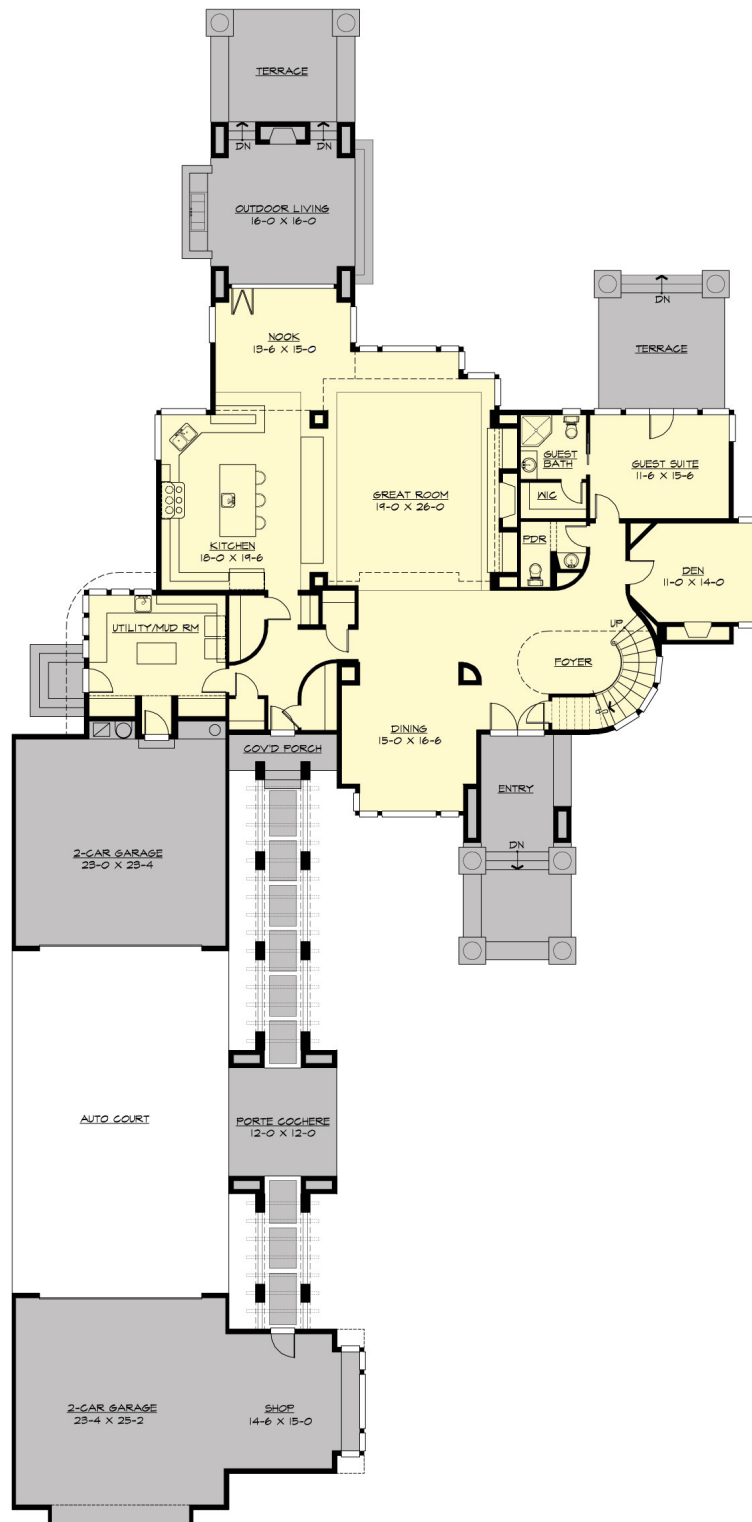 TERRACE
DN
DN
OUTDOOR LIVING
16-0 X 16-0
DN
NOOK
13-6 X 15-0
TERRACE
GUEST
BATH
GUEST SUITE
11-6 X 15-6
WIC
GREAT ROOM
19-0 X 26-0
KITCHEN
18-0 X 19-6
PDR
DEN
11-0 X 14-0
UTILITY/MUD RM
UP
FOYER
DINING
15-0 X 16-6
COV'D PORCH
ENTRY
DN
2-CAR GARAGE
23-0 X 23-4
AUTO COURT
PORTE COCHERE
12-0 X 12-0
2-CAR GARAGE
23-4 X 25-2
SHOP
14-6 X 15-0